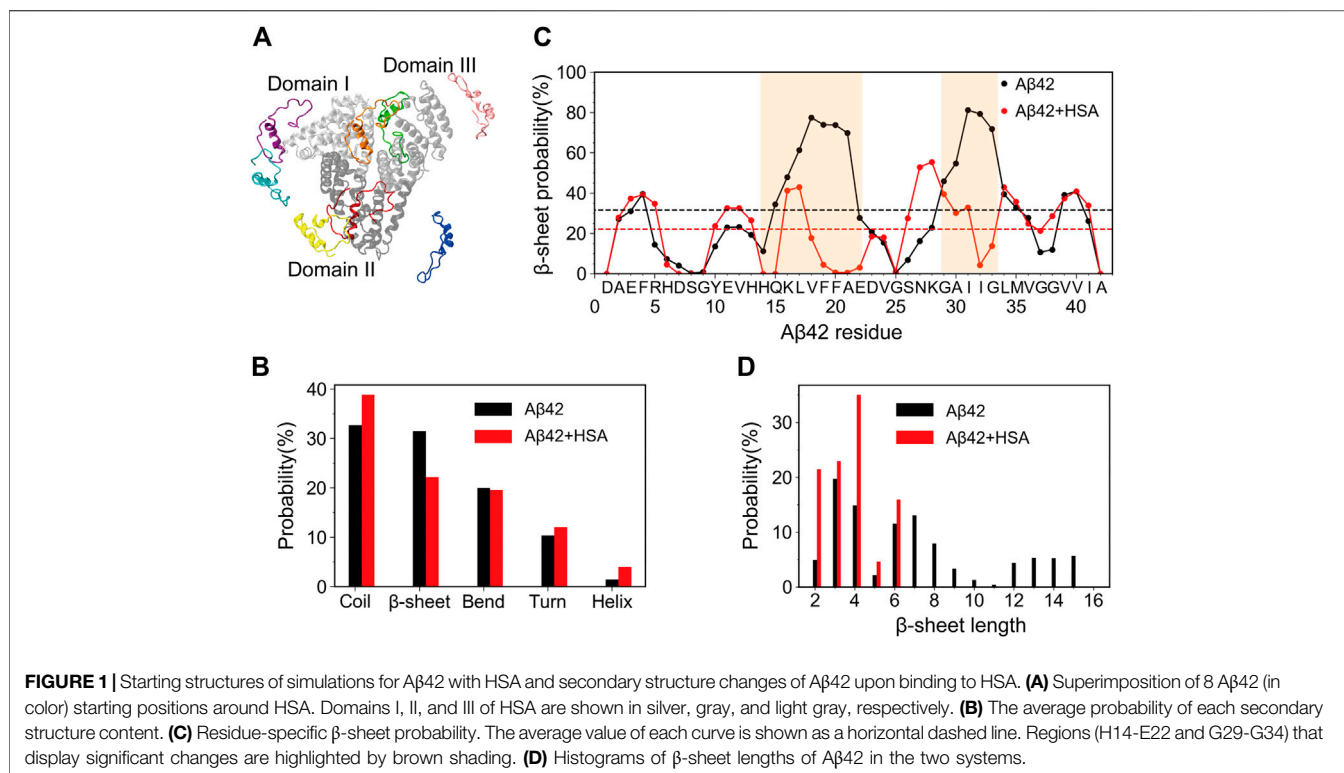 A
Domain I
Domain III
Domain II
C
β-sheet probability(%)
100
80
60
40
20
0
Aβ42
Aβ42+HSA
DAEFRHDSGYEVHHQKLVFFAEDVGSNKGAIIGLMVGGVVIA
0 5 10 15 20 25 30 35 40
Aβ42 residue
B
Probability(%)
40
30
20
10
0
Aβ42
Aβ42+HSA
Coil β-sheet Bend Turn Helix
D
Probability(%)
30
20
10
0
Aβ42
Aβ42+HSA
2 4 6 8 10 12 14 16
β-sheet length
FIGURE 1 | Starting structures of simulations for Aβ42 with HSA and secondary structure changes of Aβ42 upon binding to HSA. (A) Superimposition of 8 Aβ42 (in
color) starting positions around HSA. Domains I, II, and III of HSA are shown in silver, gray, and light gray, respectively. (B) The average probability of each secondary
structure content. (C) Residue-specific β-sheet probability. The average value of each curve is shown as a horizontal dashed line. Regions (H14-E22 and G29-G34) that
display significant changes are highlighted by brown shading. (D) Histograms of β-sheet lengths of Aβ42 in the two systems.